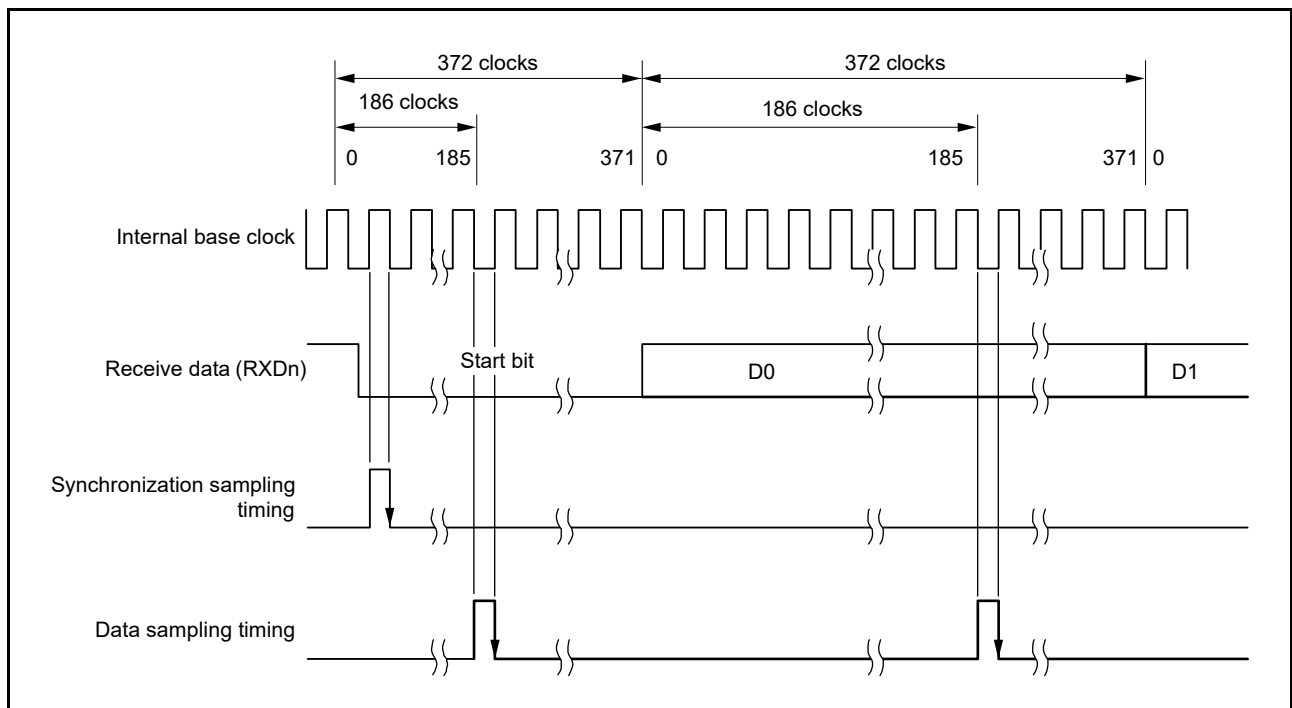 372 clocks
372 clocks
186 clocks
186 clocks
0
185
371
0
185
371
0
Internal base clock
Receive data (RXDn)
Start bit
D0
D1
Synchronization sampling
timing
Data sampling timing